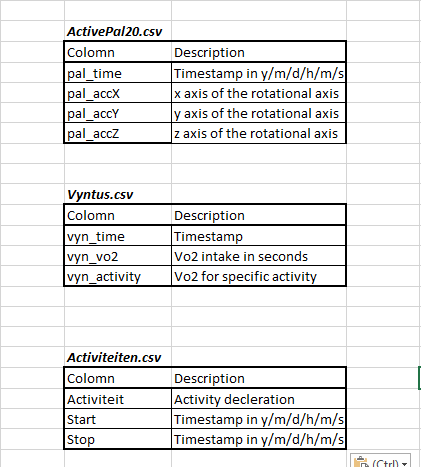 ActivePal20.csv
Colomn Description
pal_time Timestamp in y/m/d/h/m/s
pal_accX x axis of the rotational axis
pal_accY y axis of the rotational axis
pal_accZ z axis of the rotational axis
Vyntus.csv
Colomn Description
vyn_time Timestamp
vyn_vo2 Vo2 intake in seconds
vyn_activity Vo2 for specific activity
Activiteiten.csv
Colomn Description
Activiteit Activity decleration
Start Timestamp in y/m/d/h/m/s
Stop Timestamp in y/m/d/h/m/s
(Ctrl)